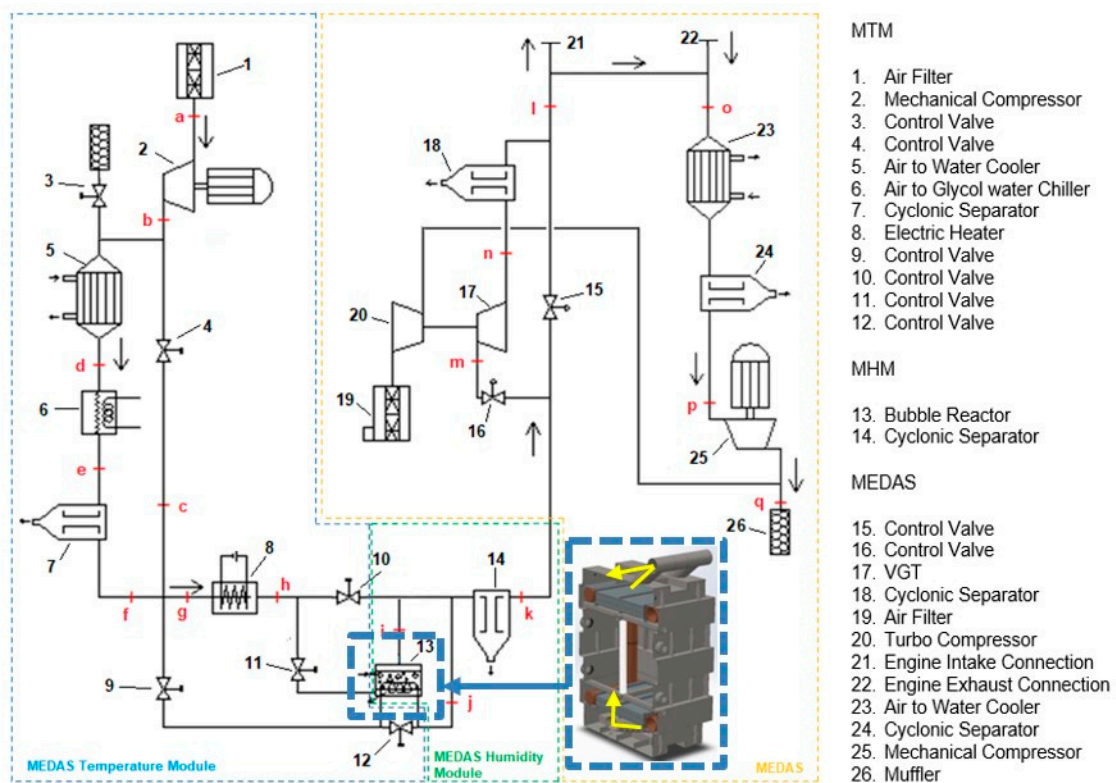 1
a
2
3
b
5
4
d
6
e
c
7
8
f
g
h
10
11
9
i
13
12
j
14
k
MEDAS Temperature Module
MEDAS Humidity
Module
MEDAS
21
22
l
o
18
23
n
17
15
24
20
m
19
16
p
25
q
26
MTM
1. Air Filter
2. Mechanical Compressor
3. Control Valve
4. Control Valve
5. Air to Water Cooler
6. Air to Glycol water Chiller
7. Cyclonic Separator
8. Electric Heater
9. Control Valve
10. Control Valve
11. Control Valve
12. Control Valve
MHM
13. Bubble Reactor
14. Cyclonic Separator
MEDAS
15. Control Valve
16. Control Valve
17. VGT
18. Cyclonic Separator
19. Air Filter
20. Turbo Compressor
21. Engine Intake Connection
22. Engine Exhaust Connection
23. Air to Water Cooler
24. Cyclonic Separator
25. Mechanical Compressor
26. Muffler